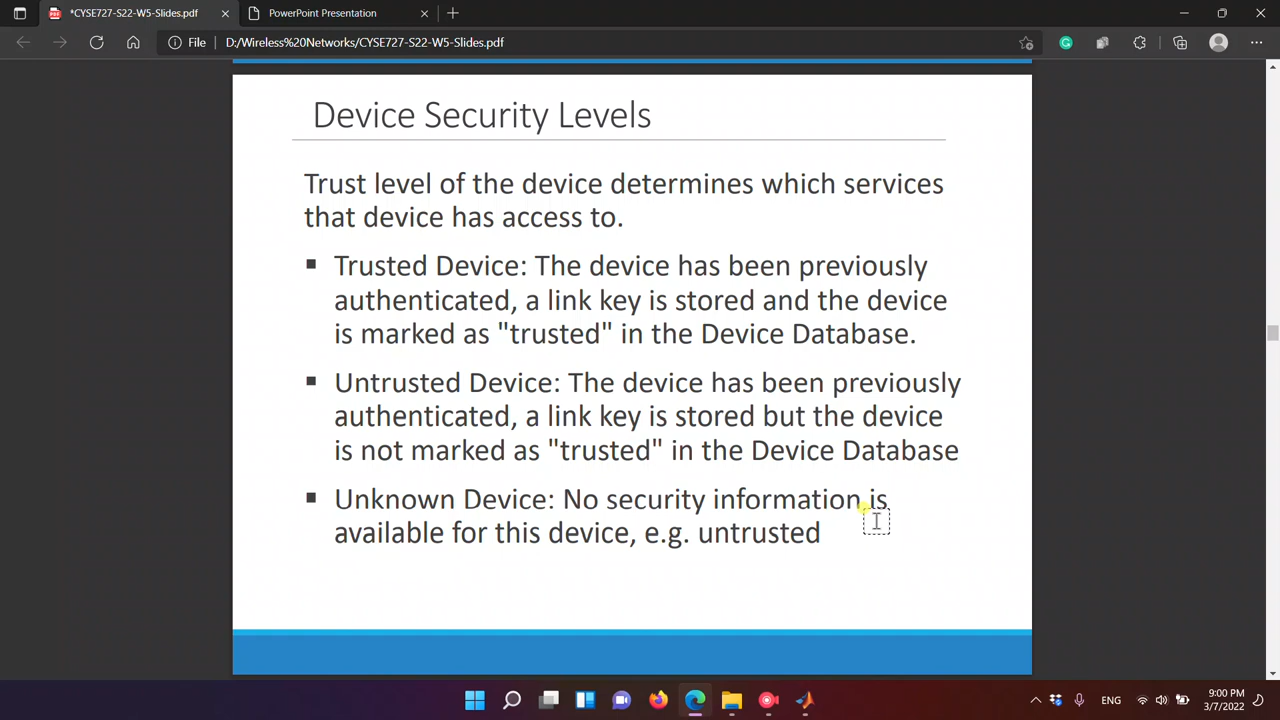 *CYSE727-S22-W5-Slides.pdf
PowerPoint Presentation
File
D:/Wireless%20Networks/CYSE727-S22-W5-Slides.pdf
Device Security Levels
Trust level of the device determines which services
that device has access to.
▪ Trusted Device: The device has been previously
authenticated, a link key is stored and the device
is marked as "trusted" in the Device Database.
▪ Untrusted Device: The device has been previously
authenticated, a link key is stored but the device
is not marked as "trusted" in the Device Database
▪ Unknown Device: No security information is
available for this device, e.g. untrusted
ENG
9:00 PM
3/7/2022